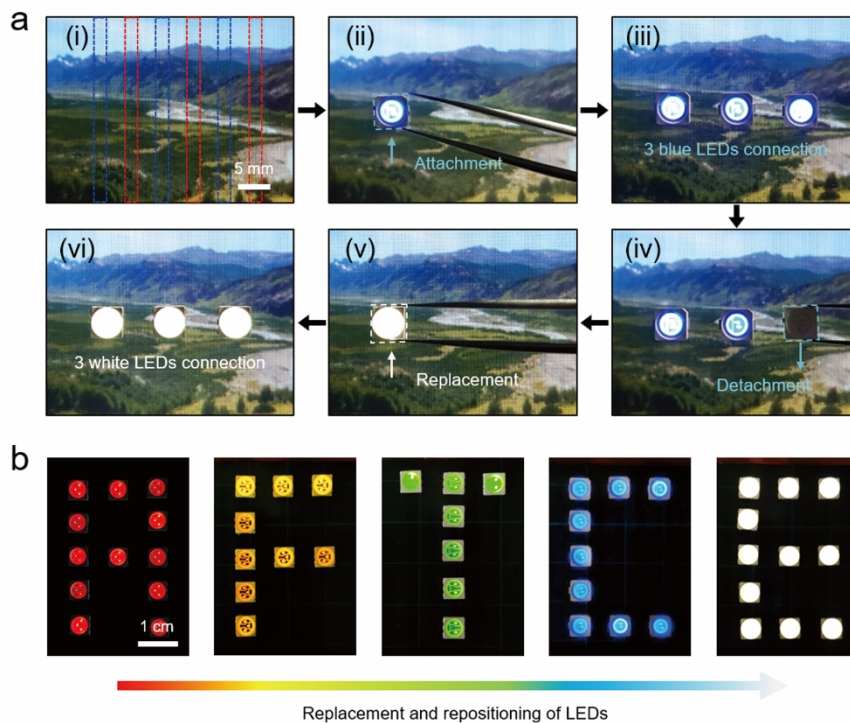 a
(i)
(ii)
(iii)
5 mm
Attachment
3 blue LEDs connection
(vi)
(v)
(iv)
3 white LEDs connection
Replacement
Detachment
b
1 cm
Replacement and repositioning of LEDs